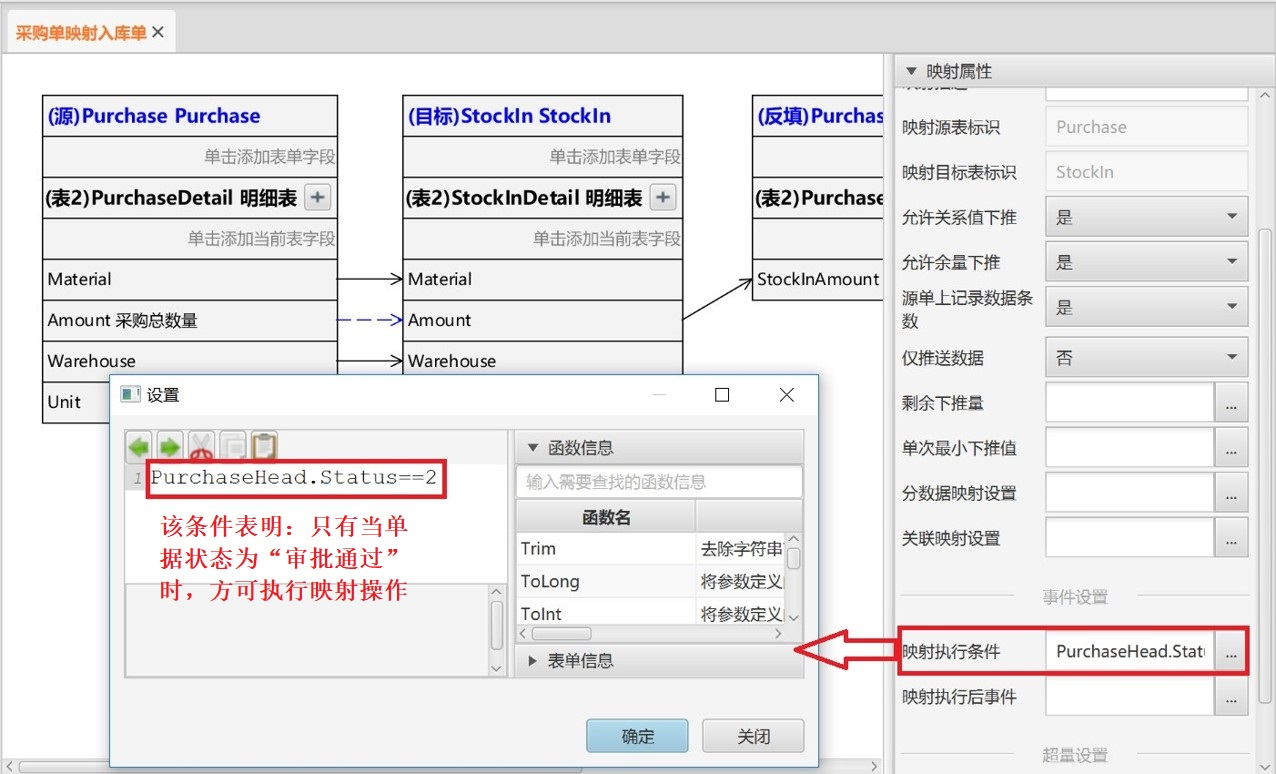 采购单映射入库单
(源)Purchase Purchase
单击添加表单字段
(表2)PurchaseDetail 明细表
单击添加当前表字段
Material
Amount 采购总数量
Warehouse
Unit
(目标)StockIn StockIn
单击添加表单字段
(表2)StockInDetail 明细表
单击添加当前表字段
Material
Amount
Warehouse
(反填)Purchas
(表2)Purchase
StockInAmount
映射属性
映射源表标识 Purchase
映射目标表标识 StockIn
允许关系值下推 是
允许余量下推 是
源单上记录数据条
数 是
仅推送数据 否
剩余下推量 ...
单次最小下推值 ...
分数据映射设置 ...
关联映射设置 ...
事件设置
映射执行条件 PurchaseHead.Statu ...
映射执行后事件 ...
超量设置
设置
1 PurchaseHead.Status==2
该条件表明：只有当单
据状态为“审批通过”
时，方可执行映射操作
函数信息
输入需要查找的函数信息
函数名
Trim 去除字符串
ToLong 将参数定义
ToInt 将参数定义
表单信息
确定 关闭